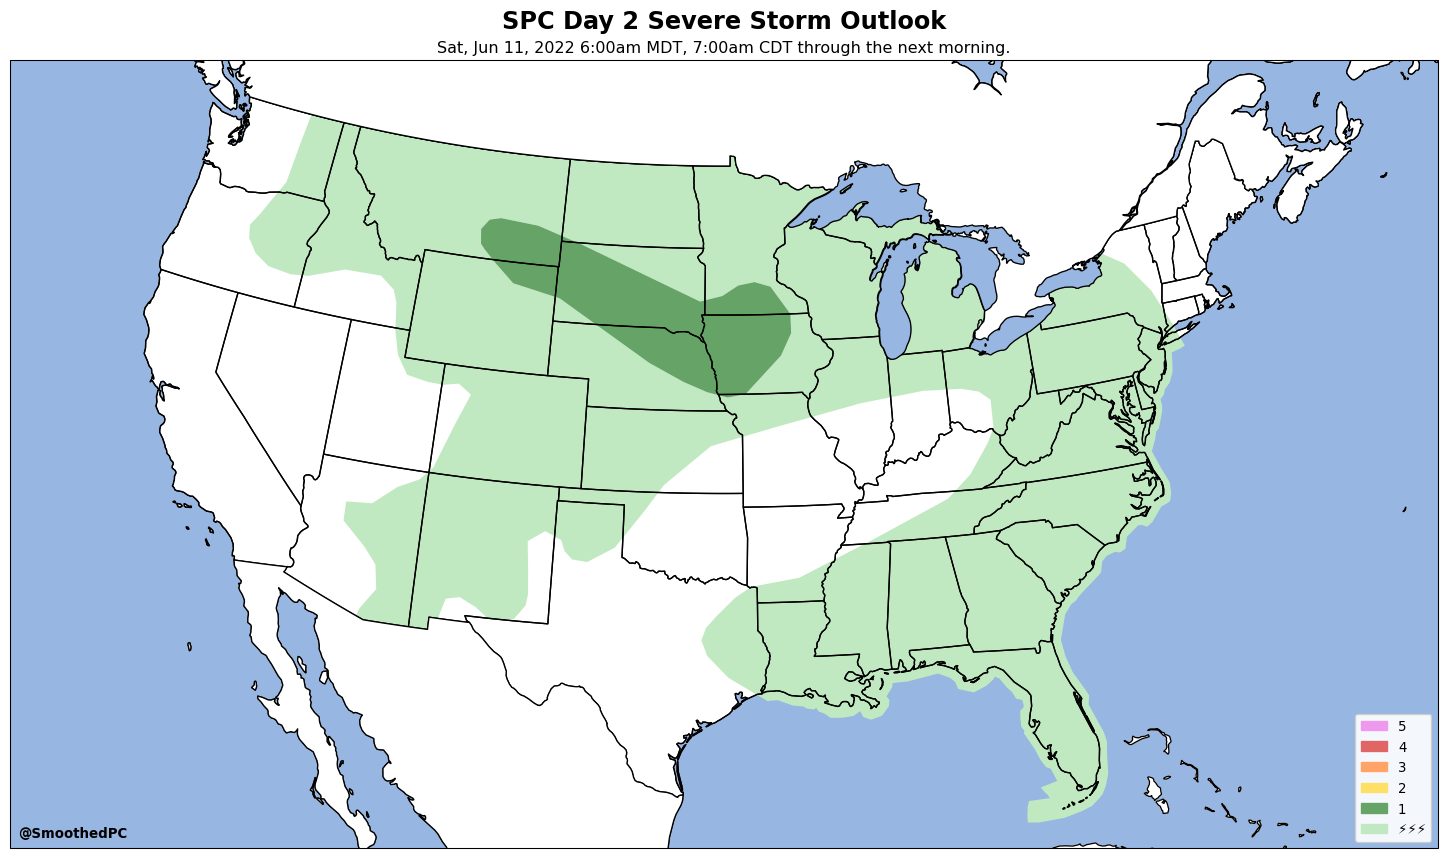 SPC Day 2 Severe Storm Outlook
Sat, Jun 11, 2022 6:00am MDT, 7:00am CDT through the next morning.
5
4
3
2
1
⚡⚡⚡
@SmoothedPC